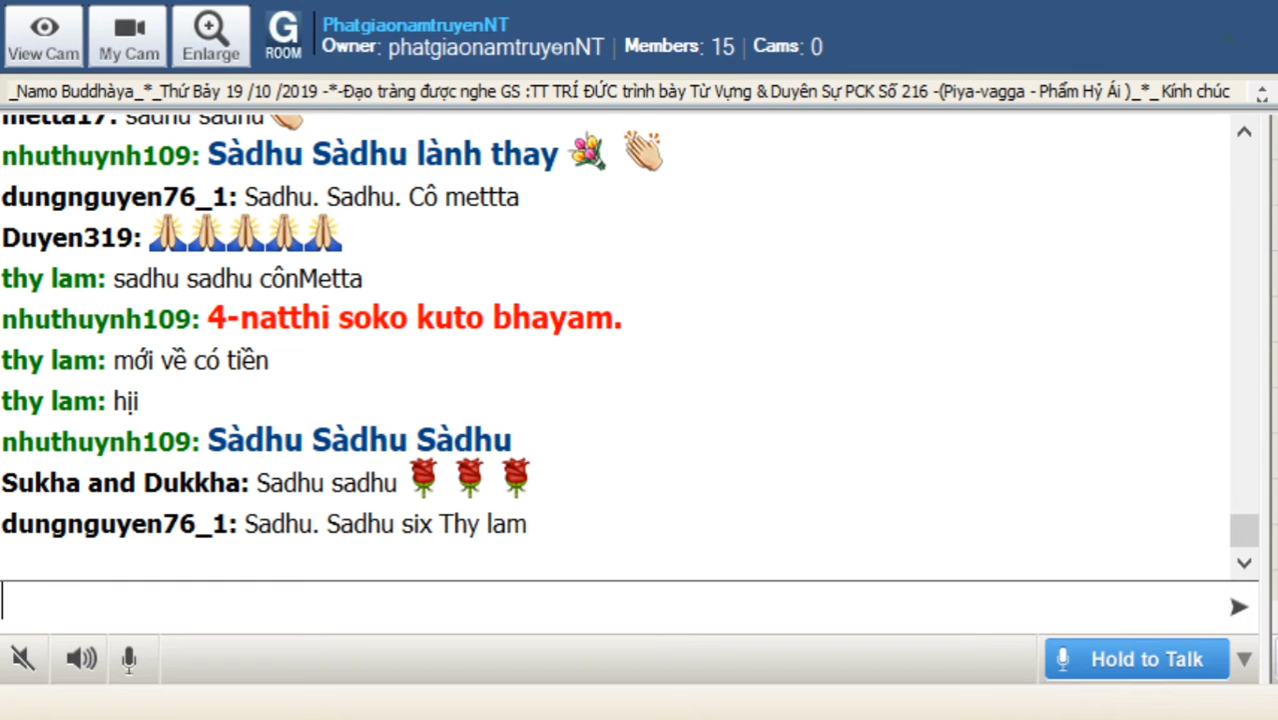 PhatgiaonamtruyenNT
View Cam My Cam Enlarge G ROOM Owner: phatgiaonamtruyenNT | Members: 15 | Cams: 0
_Namo Buddhàya_*_Thứ Bảy 19 /10 /2019 -*-Đạo tràng được nghe GS :TT TRÍ ĐỨC trình bày Từ Vựng & Duyên Sự PCK Số 216 -(Piya-vagga - Phẩm Hỷ Ái )_*_ Kính chúc
metta17: sadhu sadhu
nhuthuynh109: Sàdhu Sàdhu lành thay
dungnguyen76_1: Sadhu. Sadhu. Cô mettta
Duyen319:
thy lam: sadhu sadhu cônMetta
nhuthuynh109: 4-natthi soko kuto bhayam.
thy lam: mới về có tiền
thy lam: hịi
nhuthuynh109: Sàdhu Sàdhu Sàdhu
Sukha and Dukkha: Sadhu sadhu
dungnguyen76_1: Sadhu. Sadhu six Thy lam
Hold to Talk